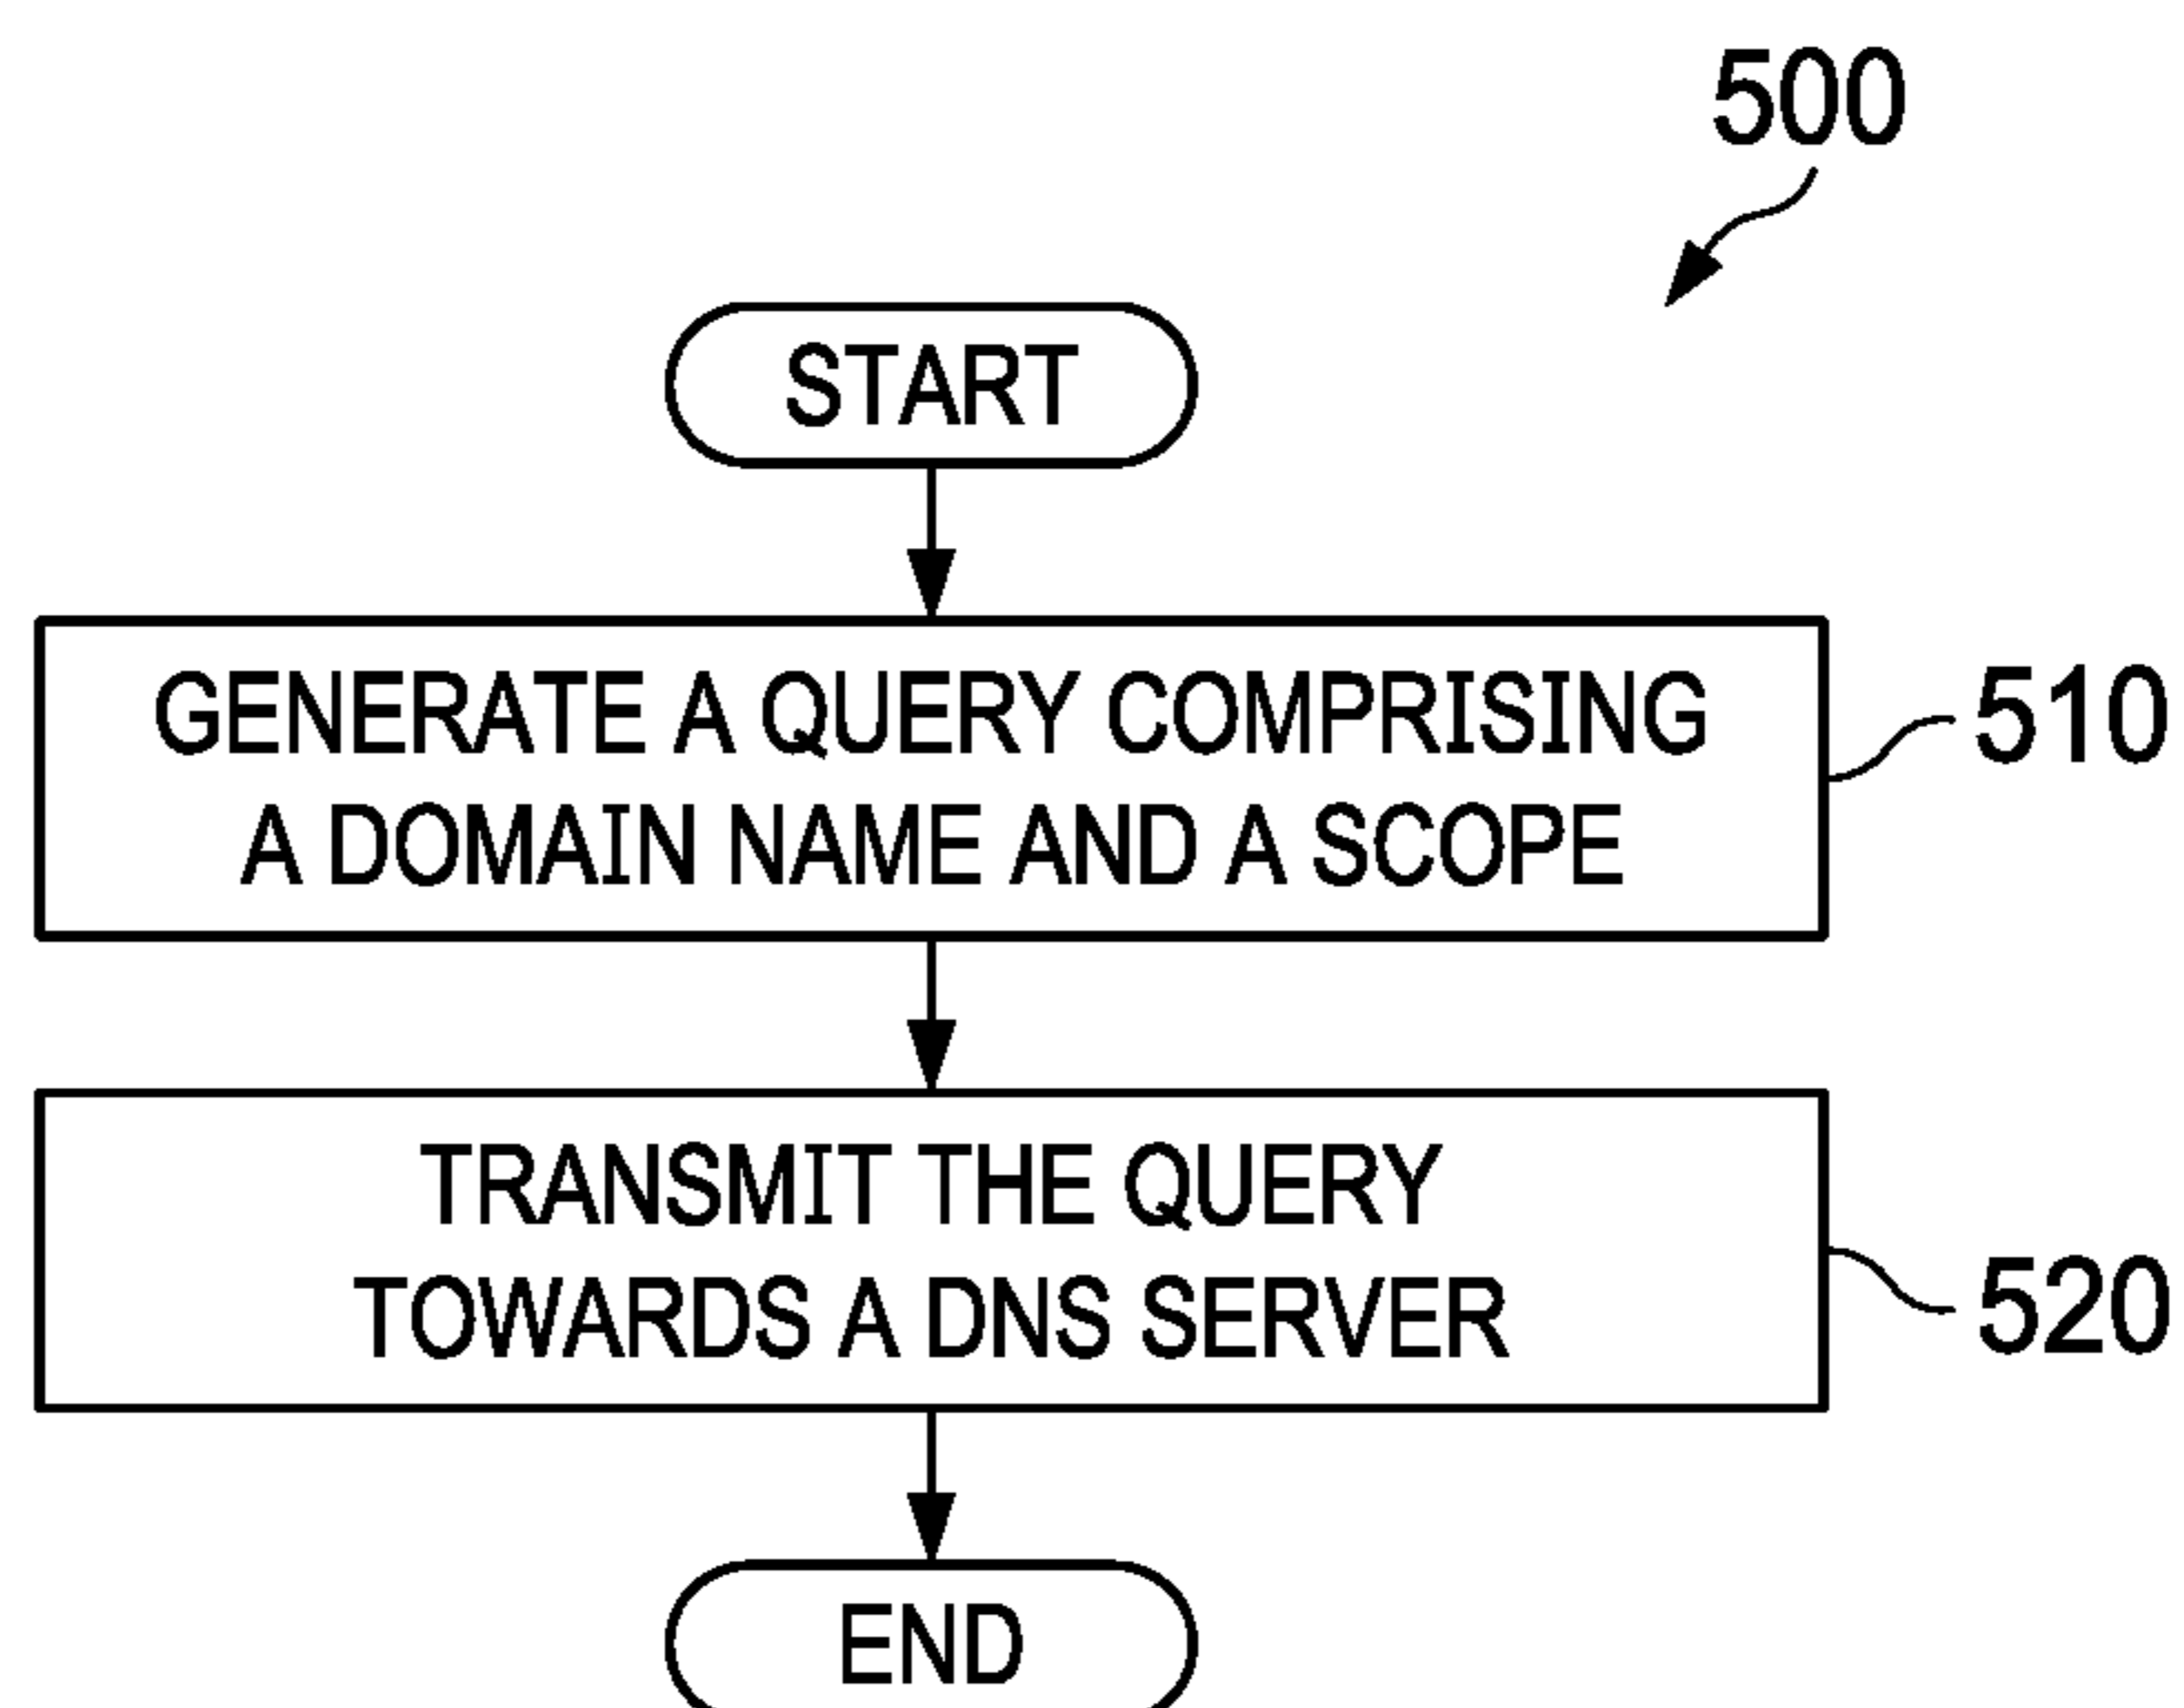 500
START
GENERATE A QUERY COMPRISING
A DOMAIN NAME AND A SCOPE
510
TRANSMIT THE QUERY
TOWARDS A DNS SERVER
520
END